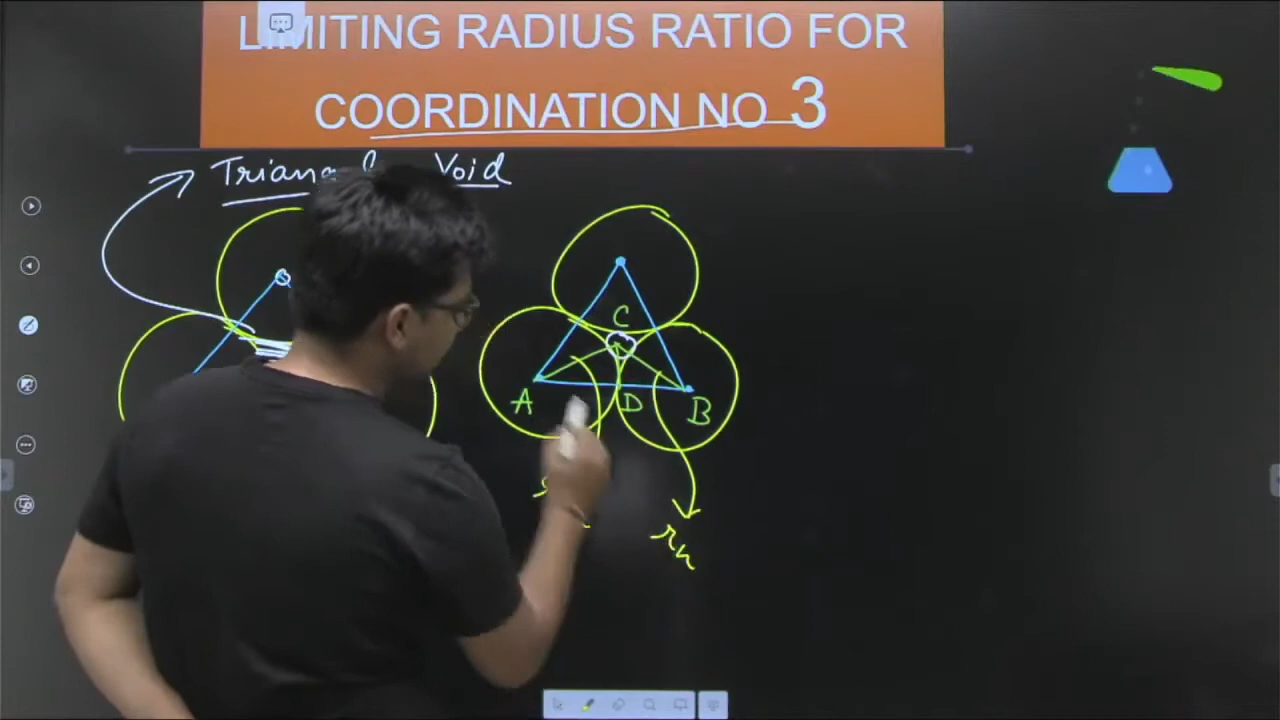 LIMITING RADIUS RATIO FOR
COORDINATION NO 3
Void
C
A D B